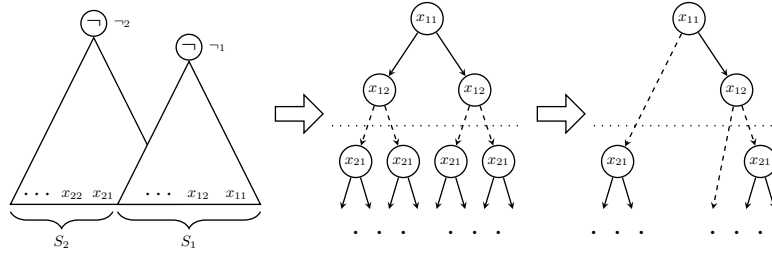 ¬ ¬₂
¬ ¬₁
· · · x₂₂ x₂₁ · · · x₁₂ x₁₁
S₂ S₁
x₁₁
x₁₂ x₁₂
x₂₁ x₂₁ x₂₁ x₂₁
· · · · · ·
x₁₁
x₁₂
x₂₁ x₂₁
· · · · · ·